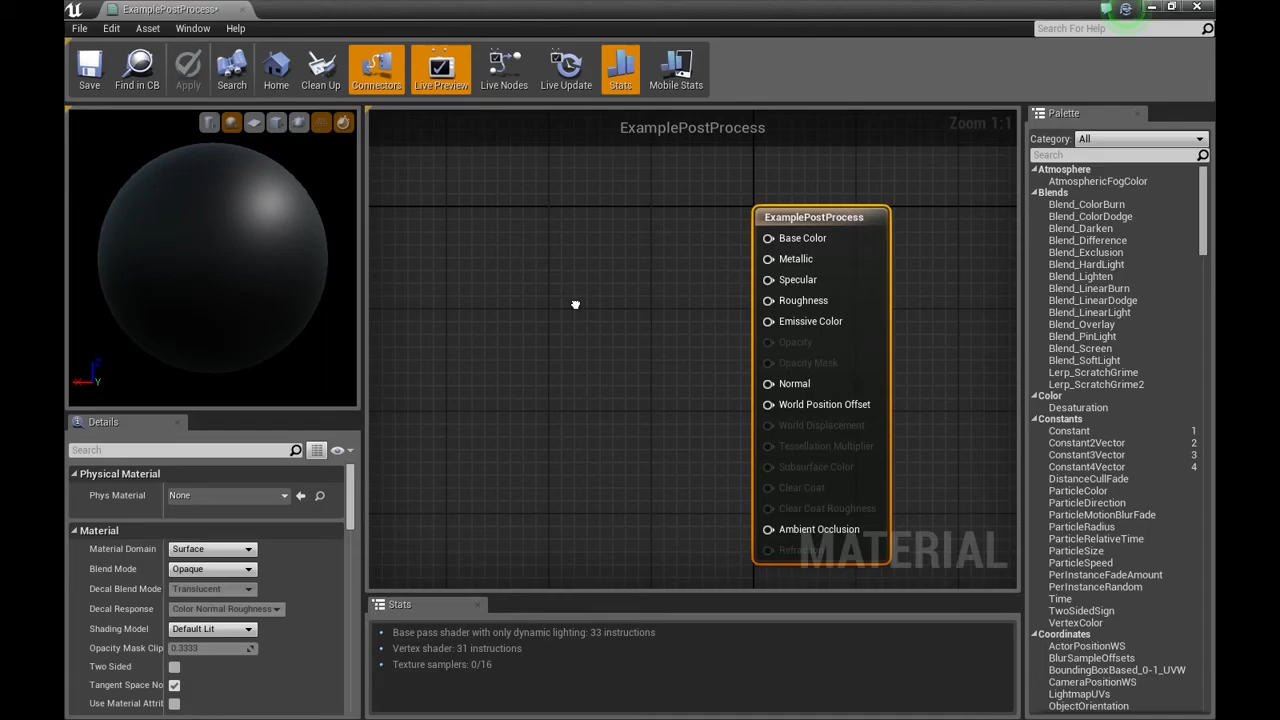 ExamplePostProcess*
File Edit Asset Window Help
Search For Help
Save Find in CB Apply Search Home Clean Up Connectors Live Preview Live Nodes Live Update Stats Mobile Stats
ExamplePostProcess
Zoom 1:1
X
Y
ExamplePostProcess
Base Color
Metallic
Specular
Roughness
Emissive Color
Opacity
Opacity Mask
Normal
World Position Offset
World Displacement
Tessellation Multiplier
Subsurface Color
Clear Coat
Clear Coat Roughness
Ambient Occlusion
Refraction
MATERIAL
Details
Search
Physical Material
Phys Material None
Material
Material Domain Surface
Blend Mode Opaque
Decal Blend Mode Translucent
Decal Response Color Normal Roughness
Shading Model Default Lit
Opacity Mask Clip 0.3333
Two Sided
Tangent Space No
Use Material Attrib
Stats
Base pass shader with only dynamic lighting: 33 instructions
Vertex shader: 31 instructions
Texture samplers: 0/16
Palette
Category: All
Search
Atmosphere
AtmosphericFogColor
Blends
Blend_ColorBurn
Blend_ColorDodge
Blend_Darken
Blend_Difference
Blend_Exclusion
Blend_HardLight
Blend_Lighten
Blend_LinearBurn
Blend_LinearDodge
Blend_LinearLight
Blend_Overlay
Blend_PinLight
Blend_Screen
Blend_SoftLight
Lerp_ScratchGrime
Lerp_ScratchGrime2
Color
Desaturation
Constants
Constant 1
Constant2Vector 2
Constant3Vector 3
Constant4Vector 4
DistanceCullFade
ParticleColor
ParticleDirection
ParticleMotionBlurFade
ParticleRadius
ParticleRelativeTime
ParticleSize
ParticleSpeed
PerInstanceFadeAmount
PerInstanceRandom
Time
TwoSidedSign
VertexColor
Coordinates
ActorPositionWS
BlurSampleOffsets
BoundingBoxBased_0-1_UVW
CameraPositionWS
LightmapUVs
ObjectOrientation